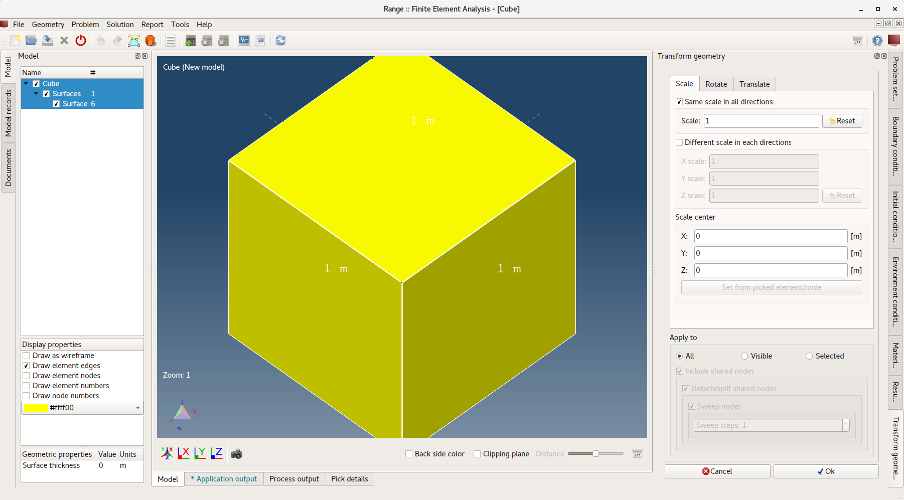 Range :: Finite Element Analysis - [Cube]
File Geometry Problem Solution Report Tools Help
Model
Name #
Cube
Surfaces 1
Surface 6
Model
Model records
Documents
Display properties
Draw as wireframe
Draw element edges
Draw element nodes
Draw element numbers
Draw node numbers
#ffff00
Geometric properties Value Units
Surface thickness 0 m
Cube (New model)
1 m
1 m
1 m
Zoom: 1
Back side color Clipping plane Distance
Model * Application output Process output Pick details
Transform geometry
Scale Rotate Translate
Same scale in all directions
Scale: 1 Reset
Different scale in each directions
X scale: 1
Y scale: 1
Z scale: 1 Reset
Scale center
X: 0 [m]
Y: 0 [m]
Z: 0 [m]
Set from picked element/node
Apply to
All Visible Selected
Include shared nodes
Detach/split shared nodes
Sweep nodes
Sweep steps: 1
Cancel Ok
Problem set...
Boundary conditi...
Initial conditio...
Environment conditi...
Materi...
Resu...
Transform geome...